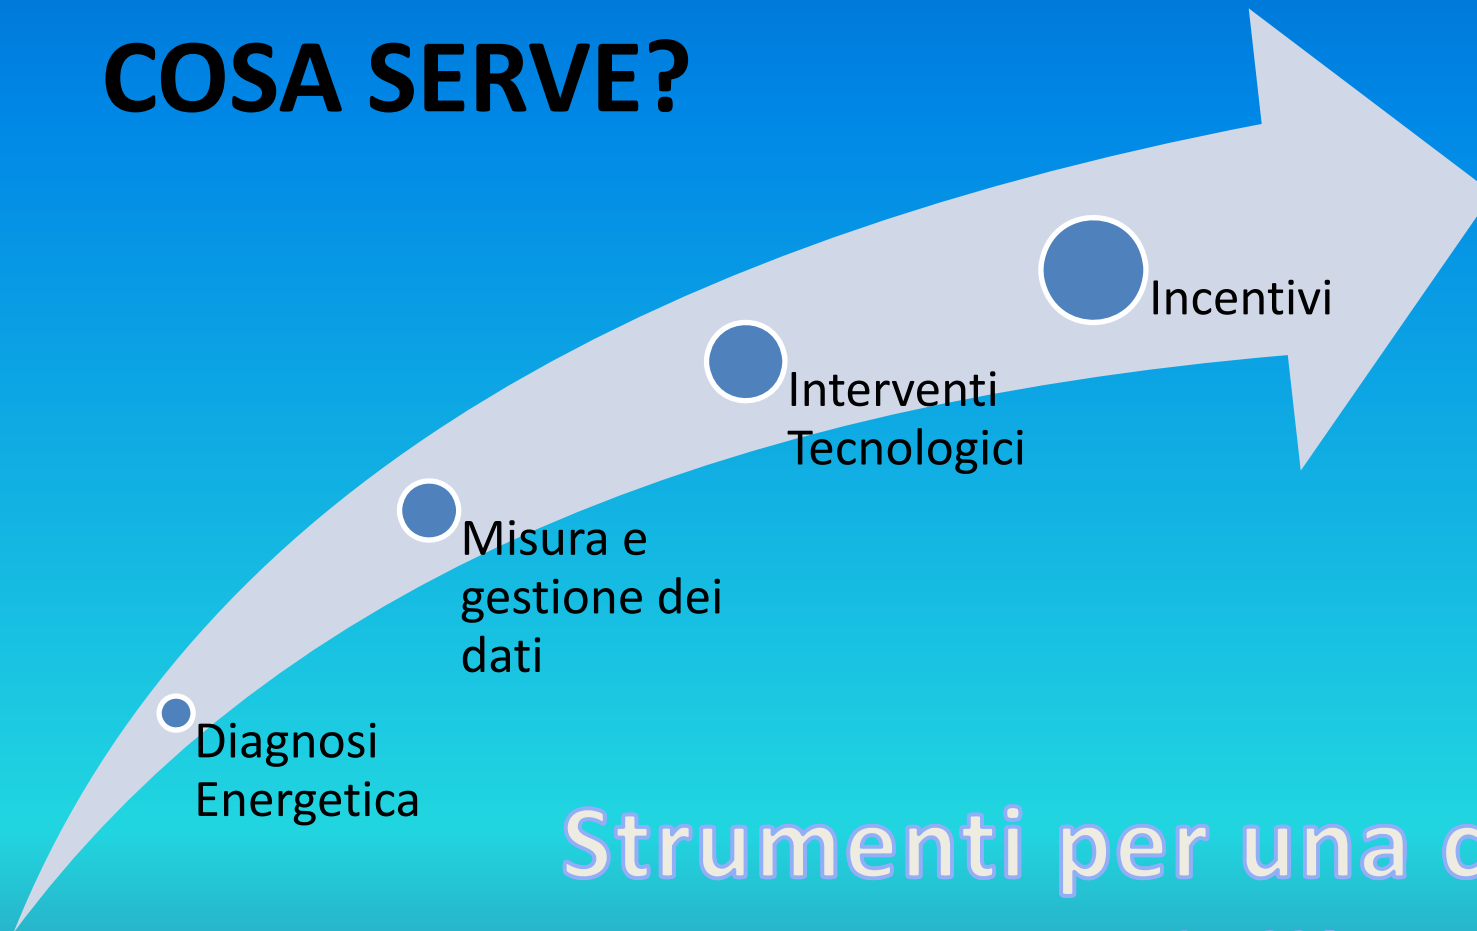 COSA SERVE?
Incentivi
Interventi
Tecnologici
Misura e
gestione dei
dati
Diagnosi
Energetica
Strumenti per una